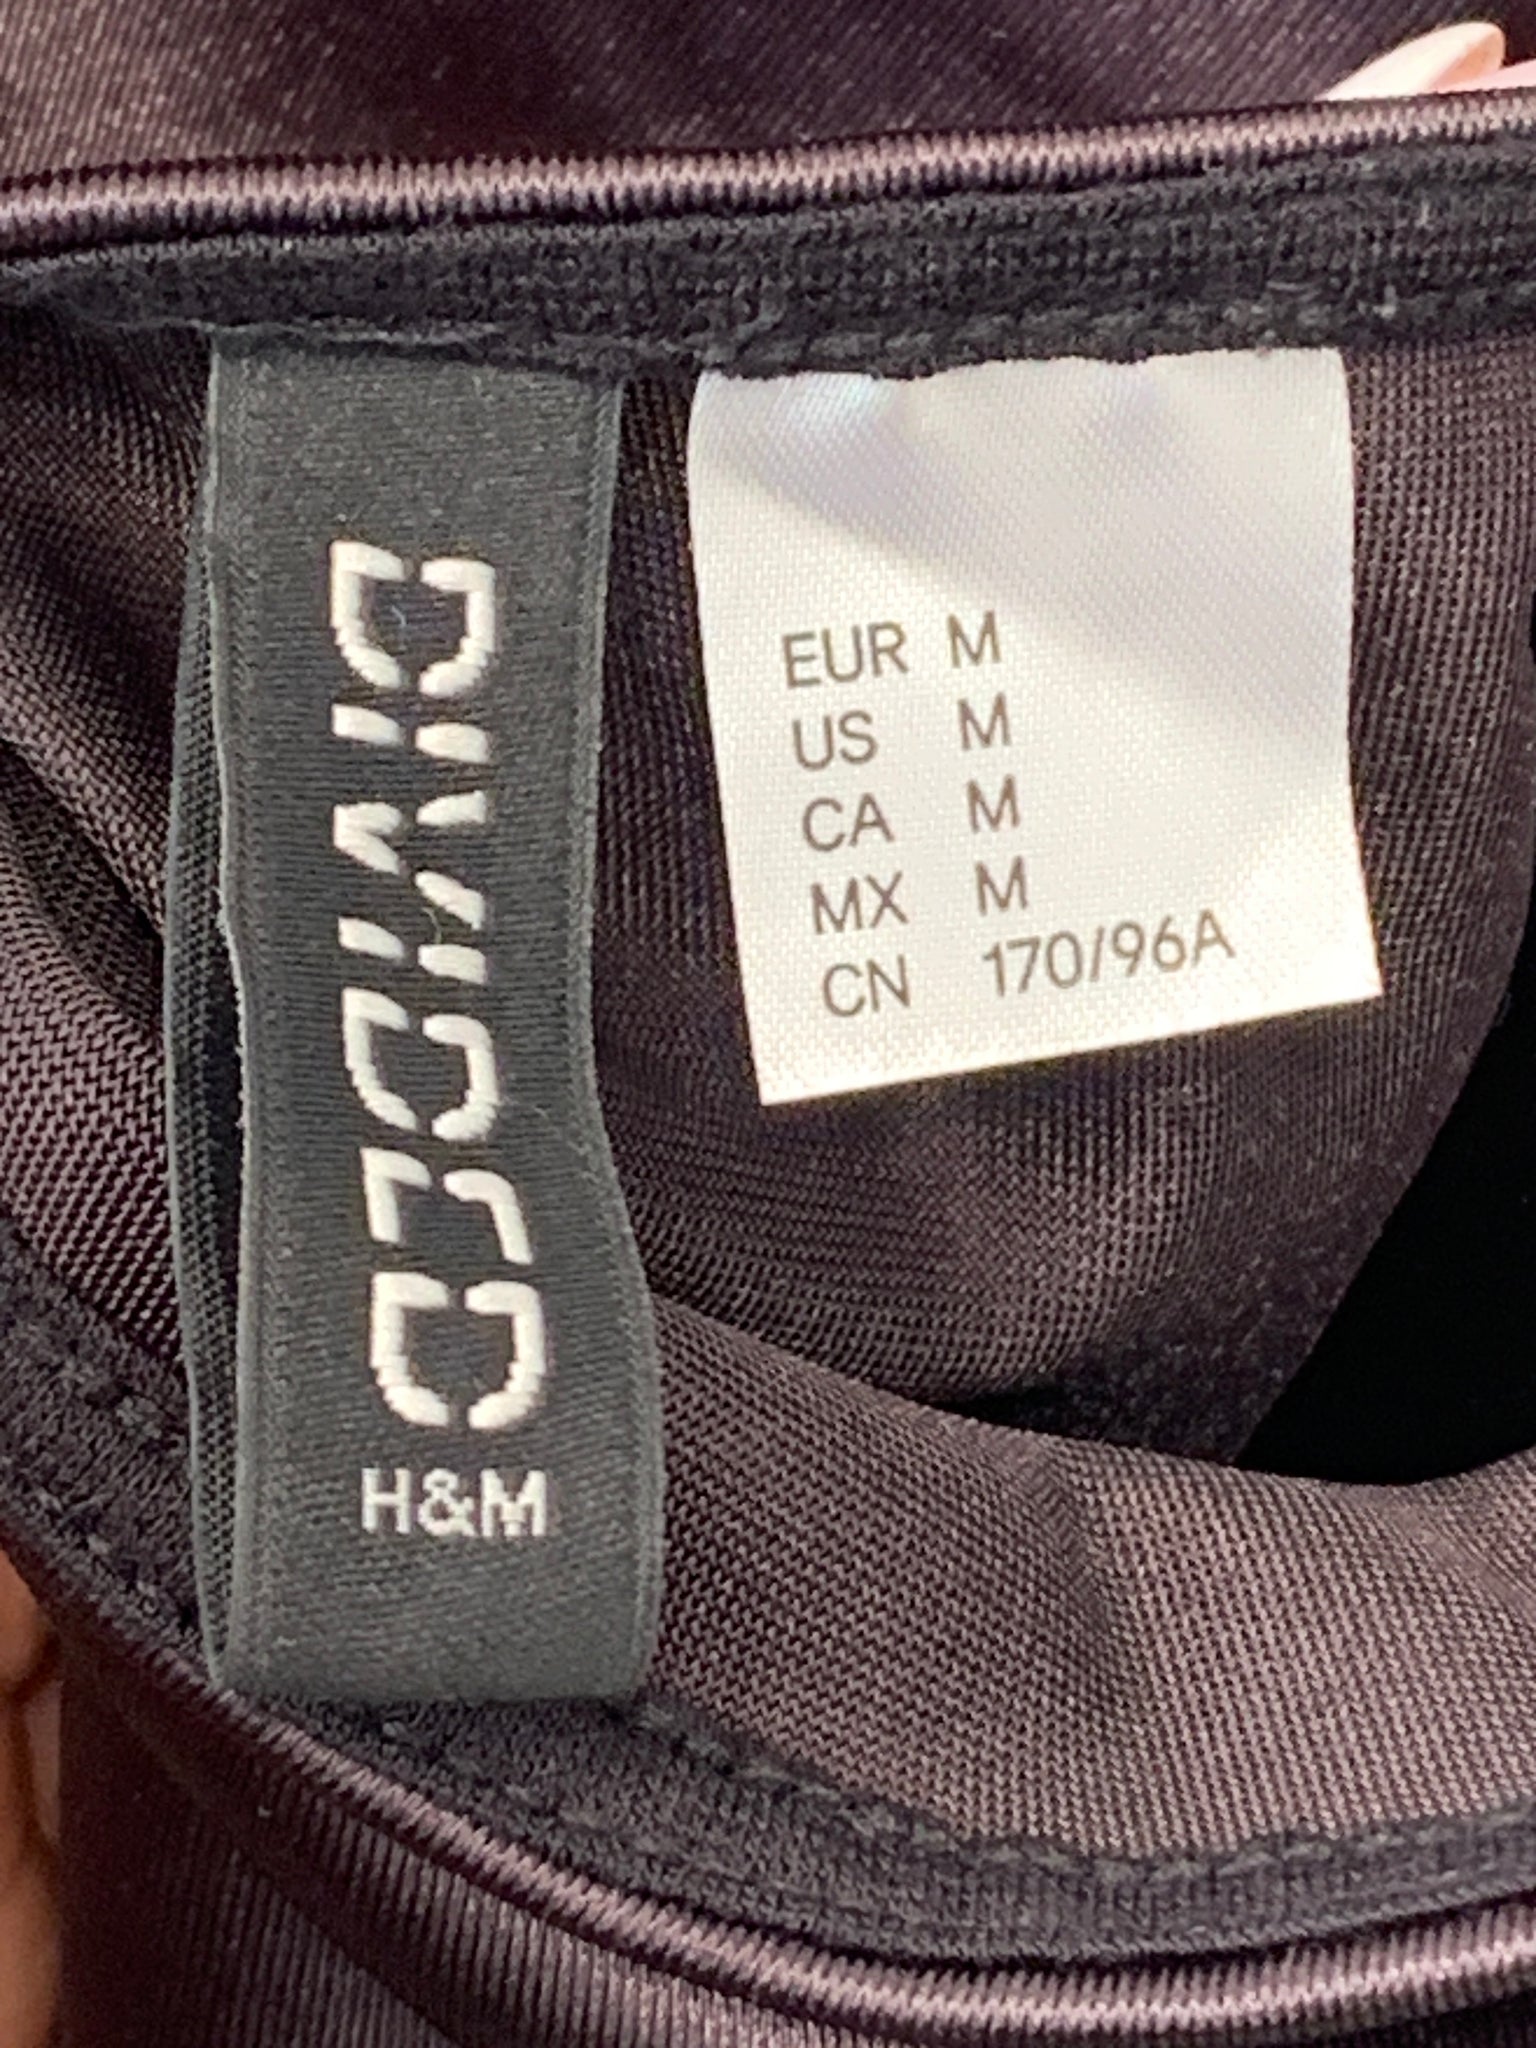 DIVIDED
H&M
EUR M
US M
CA M
MX M
CN 170/96A